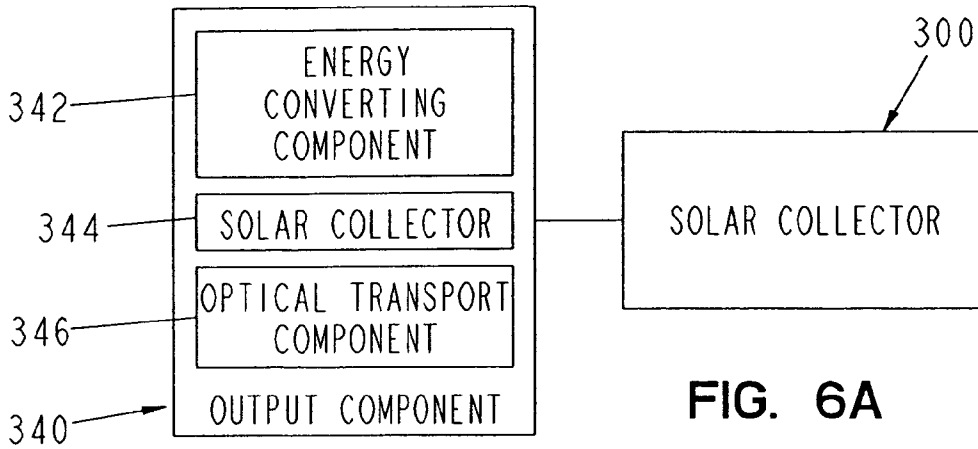 300
342
ENERGY
CONVERTING
COMPONENT
344
SOLAR COLLECTOR
SOLAR COLLECTOR
346
OPTICAL TRANSPORT
COMPONENT
340
OUTPUT COMPONENT
FIG. 6A